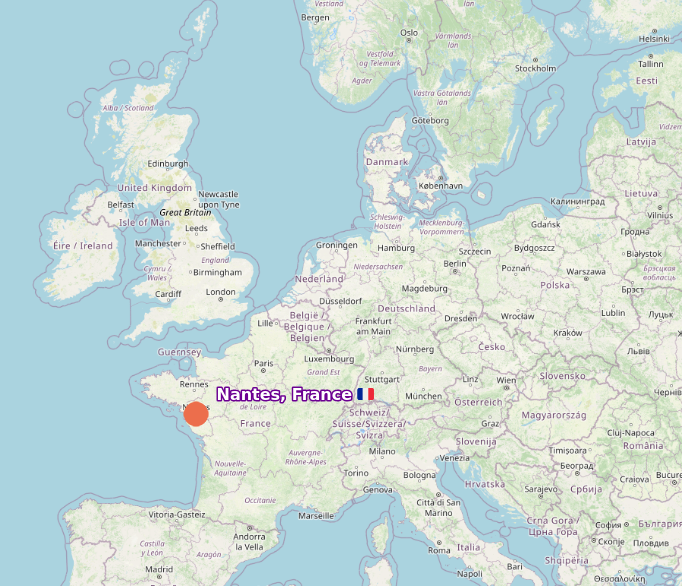 Bergen
Oslo
Vestfold
og Telemark
Agder
Värmlands
län
Stockholm
Helsinki
Tallinn
Eesti
Västra Götalands
län
Göteborg
Latvija
Alba / Scotland
Edinburgh
United Kingdom
Newcastle
upon Tyne
Great Britain
Belfast
Isle of Man
Leeds
Manchester
Sheffield
Éire / Ireland
England
Cymru /
Wales
Birmingham
Cardiff
London
Danmark
København
Schleswig-
Holstein
Mecklenburg-
Vorpommern
Калининград
Lietuva
Vilnius
Гродна
Gdańsk
Białystok
Брэсцкая
вобласць
Брэст
Groningen
Hamburg
Szczecin
Bydgoszcz
Niedersachsen
Berlin
Poznań
Warszawa
Nederland
Magdeburg
Polska
Düsseldorf
Deutschland
Lublin
Луцьк
Lille
België /
Belgique /
Belgien
Frankfurt
am Main
Dresden
Wrocław
Kraków
Львів
Guernsey
Paris
Luxembourg
Nürnberg
Česko
Grand Est
Bayern
Stuttgart
Linz
Wien
Slovensko
Rennes
Nantes, France 🇫🇷
de Loire
France
München
Österreich
Schweiz/
Suisse/Svizzera/
Svizra
Graz
Magyarország
Cluj-Napoca
România
Slovenija
Milano
Venezia
Timișoara
Hrvatska
Београд
Craiova
Nouvelle-
Aquitaine
Auvergne-
Rhône-Alpes
Torino
Genova
Bologna
Occitanie
Marseille
Città di
San
Marino
Sarajevo
Србија
Vitoria-Gasteiz
Andorra
la Vella
Castilla
y León
Aragón
Madrid
Roma
Italia
Napoli
Bari
Crna Gora /
Црна Гора
София
България
Скопје
Пловдив
Shqipëria
Θεσσαλονίκη